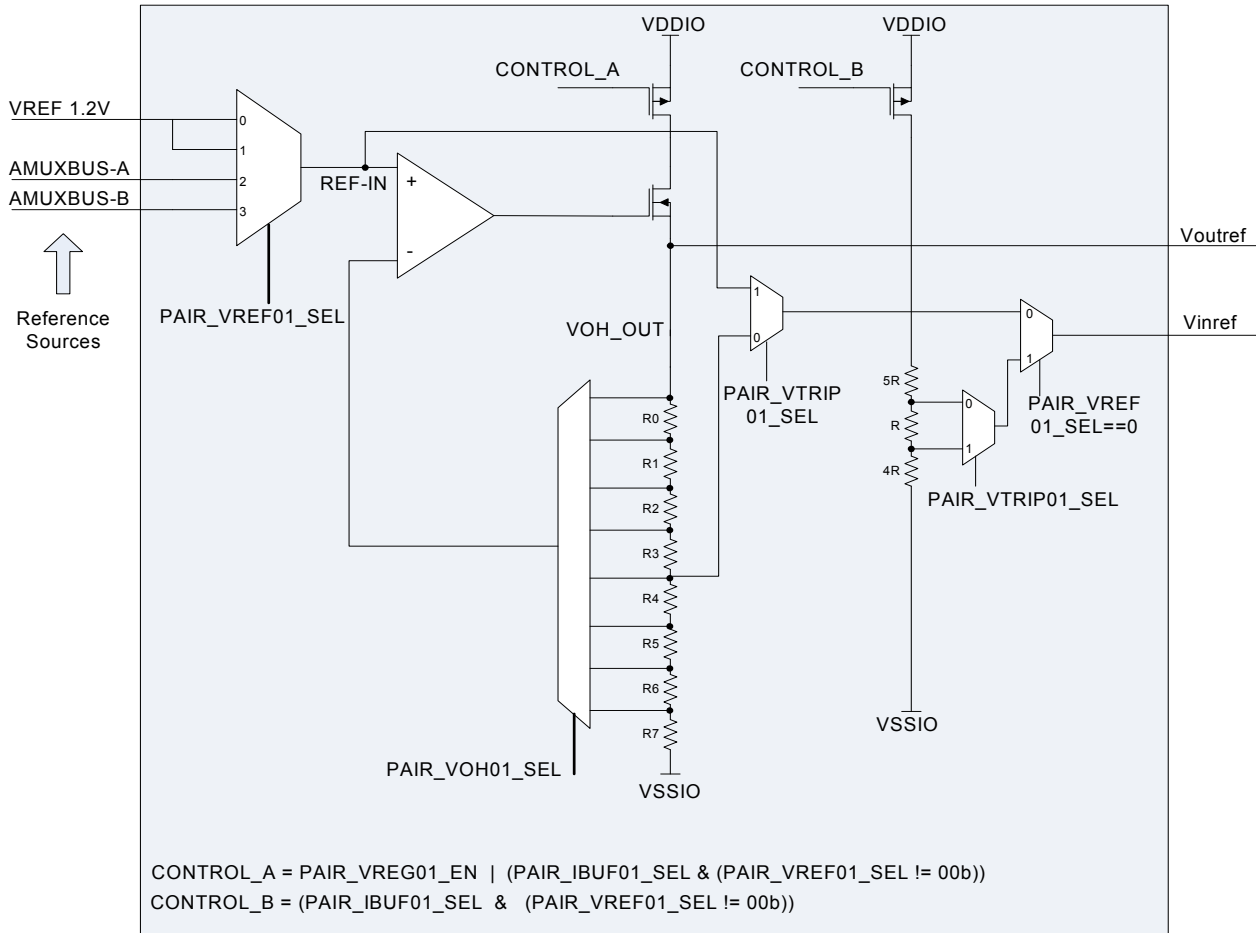 VDDIO
VDDIO
CONTROL_A
CONTROL_B
VREF 1.2V
0
1
AMUXBUS-A
2
AMUXBUS-B
3
REF-IN
+
-
Reference
Sources
PAIR_VREF01_SEL
Voutref
VOH_OUT
1
0
PAIR_VTRIP
01_SEL
0
1
Vinref
PAIR_VREF
01_SEL==0
5R
R
4R
0
1
PAIR_VTRIP01_SEL
R0
R1
R2
R3
R4
R5
R6
R7
VSSIO
PAIR_VOH01_SEL
VSSIO
CONTROL_A = PAIR_VREG01_EN | (PAIR_IBUF01_SEL & (PAIR_VREF01_SEL != 00b))
CONTROL_B = (PAIR_IBUF01_SEL & (PAIR_VREF01_SEL != 00b))